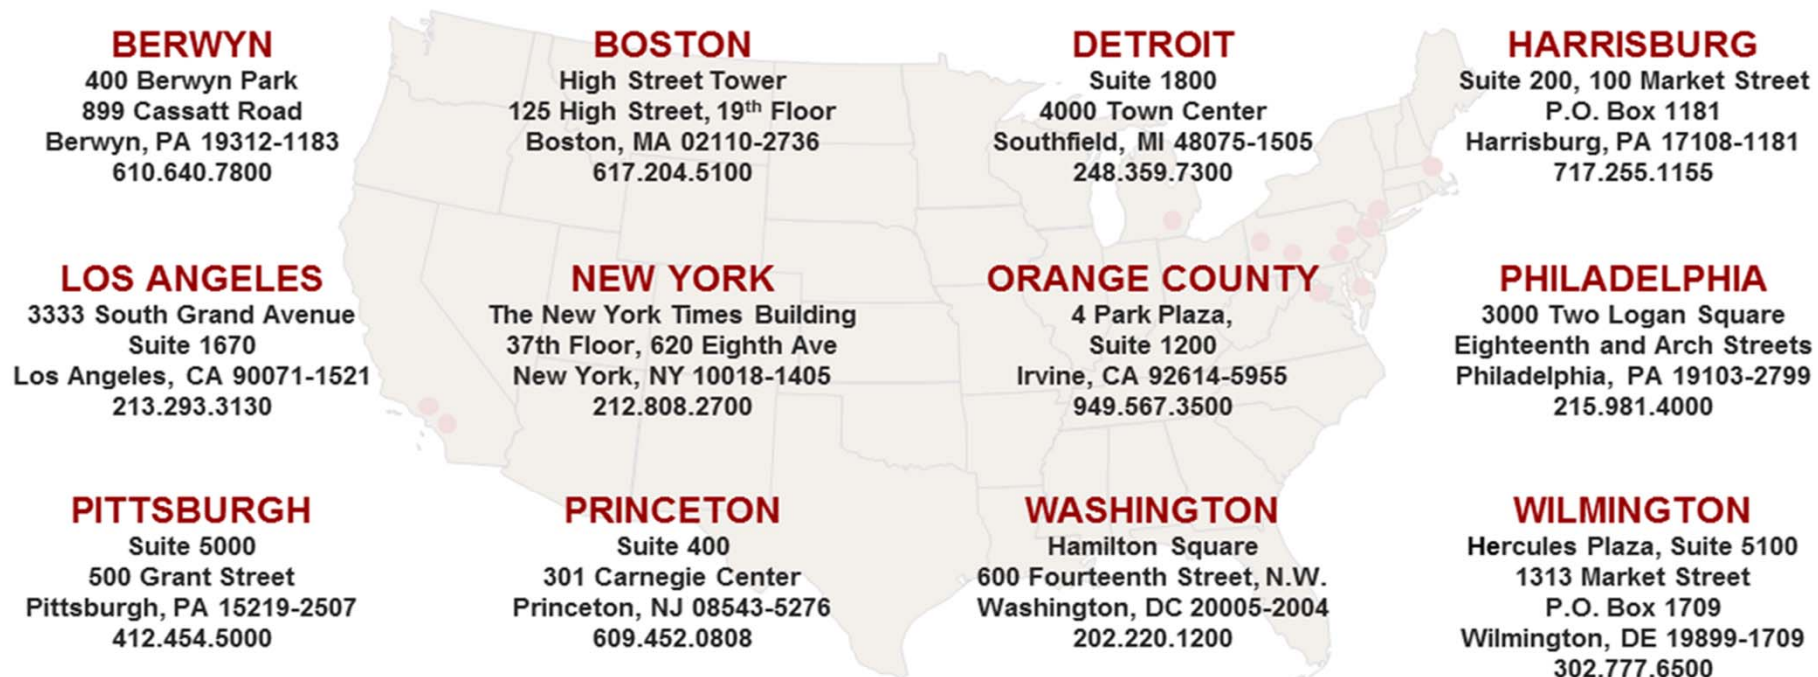 BERWYN
400 Berwyn Park
899 Cassatt Road
Berwyn, PA 19312-1183
610.640.7800
BOSTON
High Street Tower
125 High Street, 19th Floor
Boston, MA 02110-2736
617.204.5100
DETROIT
Suite 1800
4000 Town Center
Southfield, MI 48075-1505
248.359.7300
HARRISBURG
Suite 200, 100 Market Street
P.O. Box 1181
Harrisburg, PA 17108-1181
717.255.1155
LOS ANGELES
3333 South Grand Avenue
Suite 1670
Los Angeles, CA 90071-1521
213.293.3130
NEW YORK
The New York Times Building
37th Floor, 620 Eighth Ave
New York, NY 10018-1405
212.808.2700
ORANGE COUNTY
4 Park Plaza,
Suite 1200
Irvine, CA 92614-5955
949.567.3500
PHILADELPHIA
3000 Two Logan Square
Eighteenth and Arch Streets
Philadelphia, PA 19103-2799
215.981.4000
PITTSBURGH
Suite 5000
500 Grant Street
Pittsburgh, PA 15219-2507
412.454.5000
PRINCETON
Suite 400
301 Carnegie Center
Princeton, NJ 08543-5276
609.452.0808
WASHINGTON
Hamilton Square
600 Fourteenth Street, N.W.
Washington, DC 20005-2004
202.220.1200
WILMINGTON
Hercules Plaza, Suite 5100
1313 Market Street
P.O. Box 1709
Wilmington, DE 19899-1709
302.777.6500